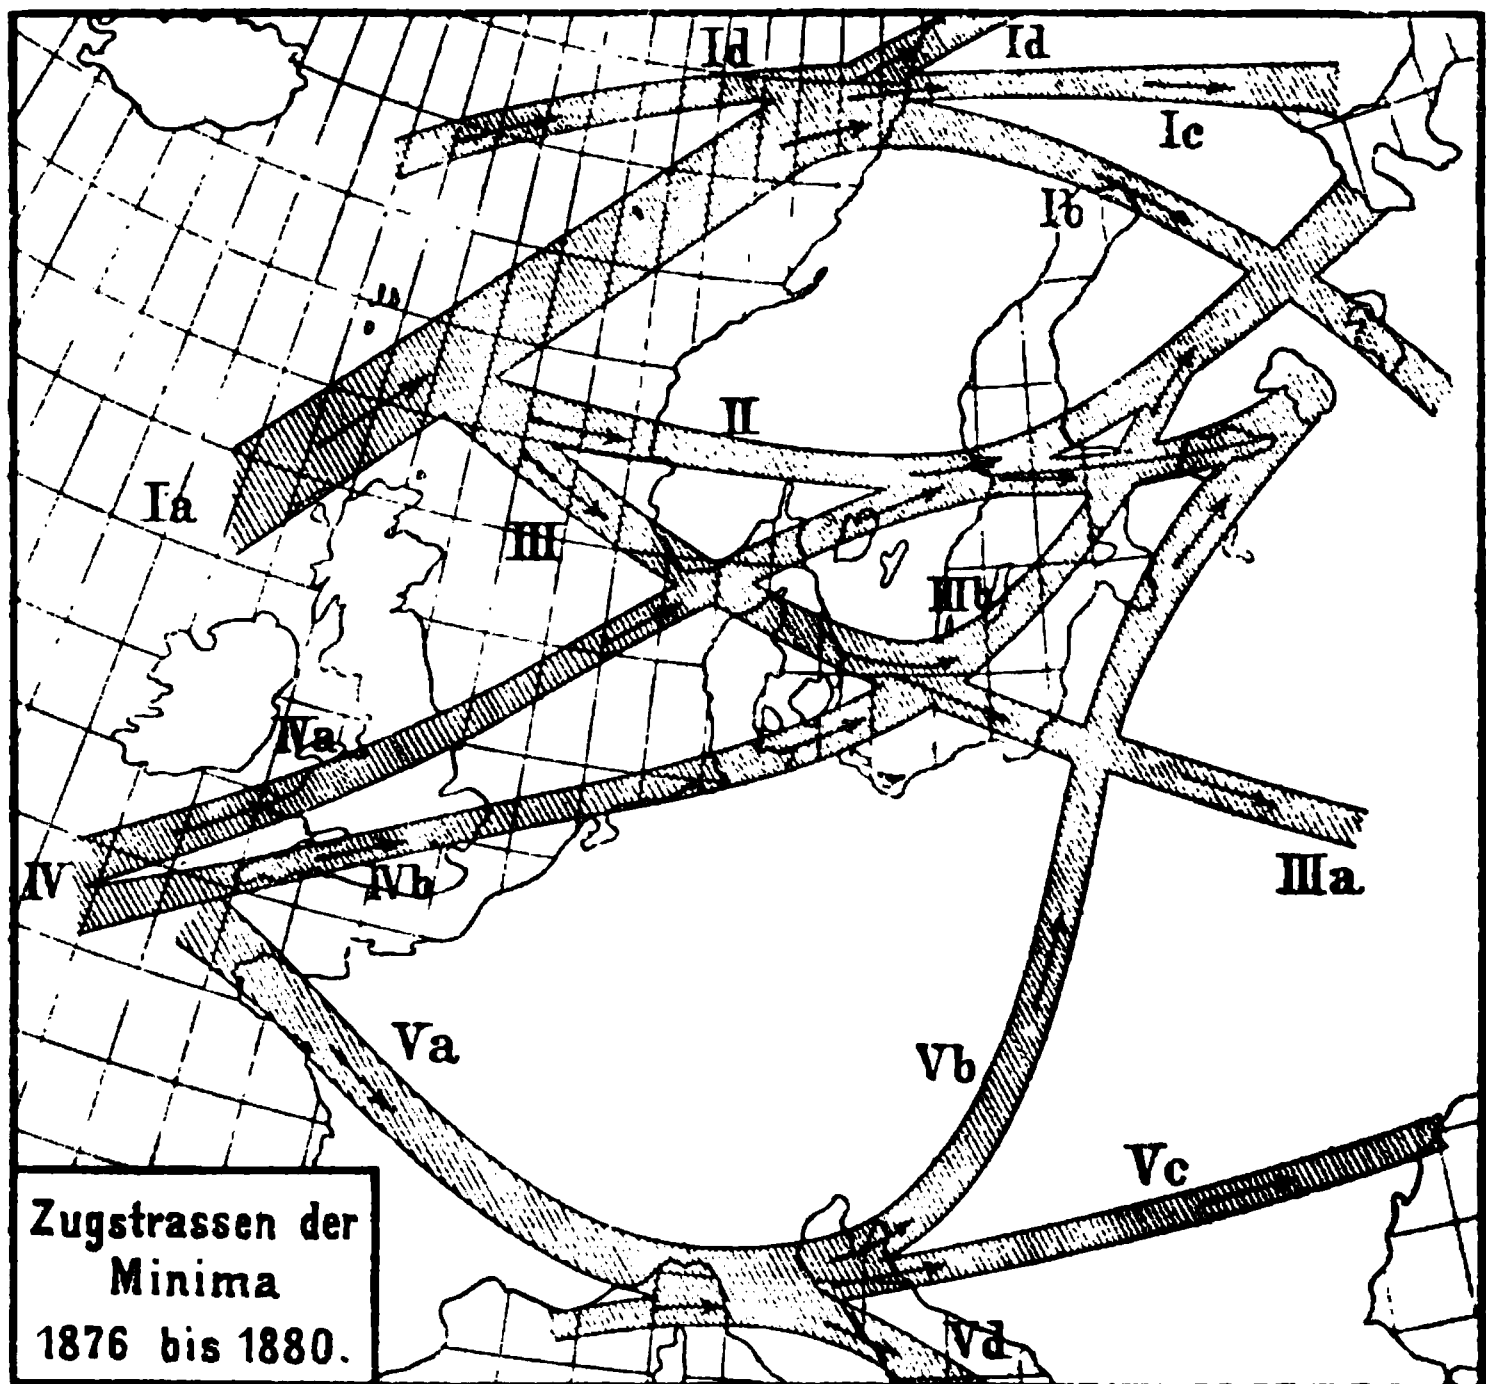 Id
Id
Ic
Ib
II
Ia
III
IIIb
IVa
IV
IVb
IIIa
Va
Vb
Vc
Vd
Zugstrassen der
Minima
1876 bis 1880.